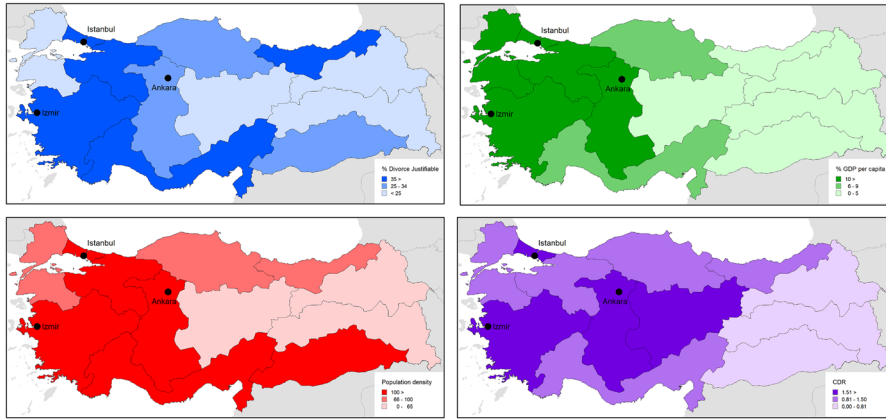 Istanbul
Ankara
Izmir
% Divorce Justifiable
35 >
25 - 34
< 25
Istanbul
Ankara
Izmir
% GDP per capita
10 >
6 - 9
0 - 5
Istanbul
Ankara
Izmir
Population density
100 >
66 - 100
0 - 65
Istanbul
Ankara
Izmir
CDR
1.51 >
0.81 - 1.50
0.00 - 0.81